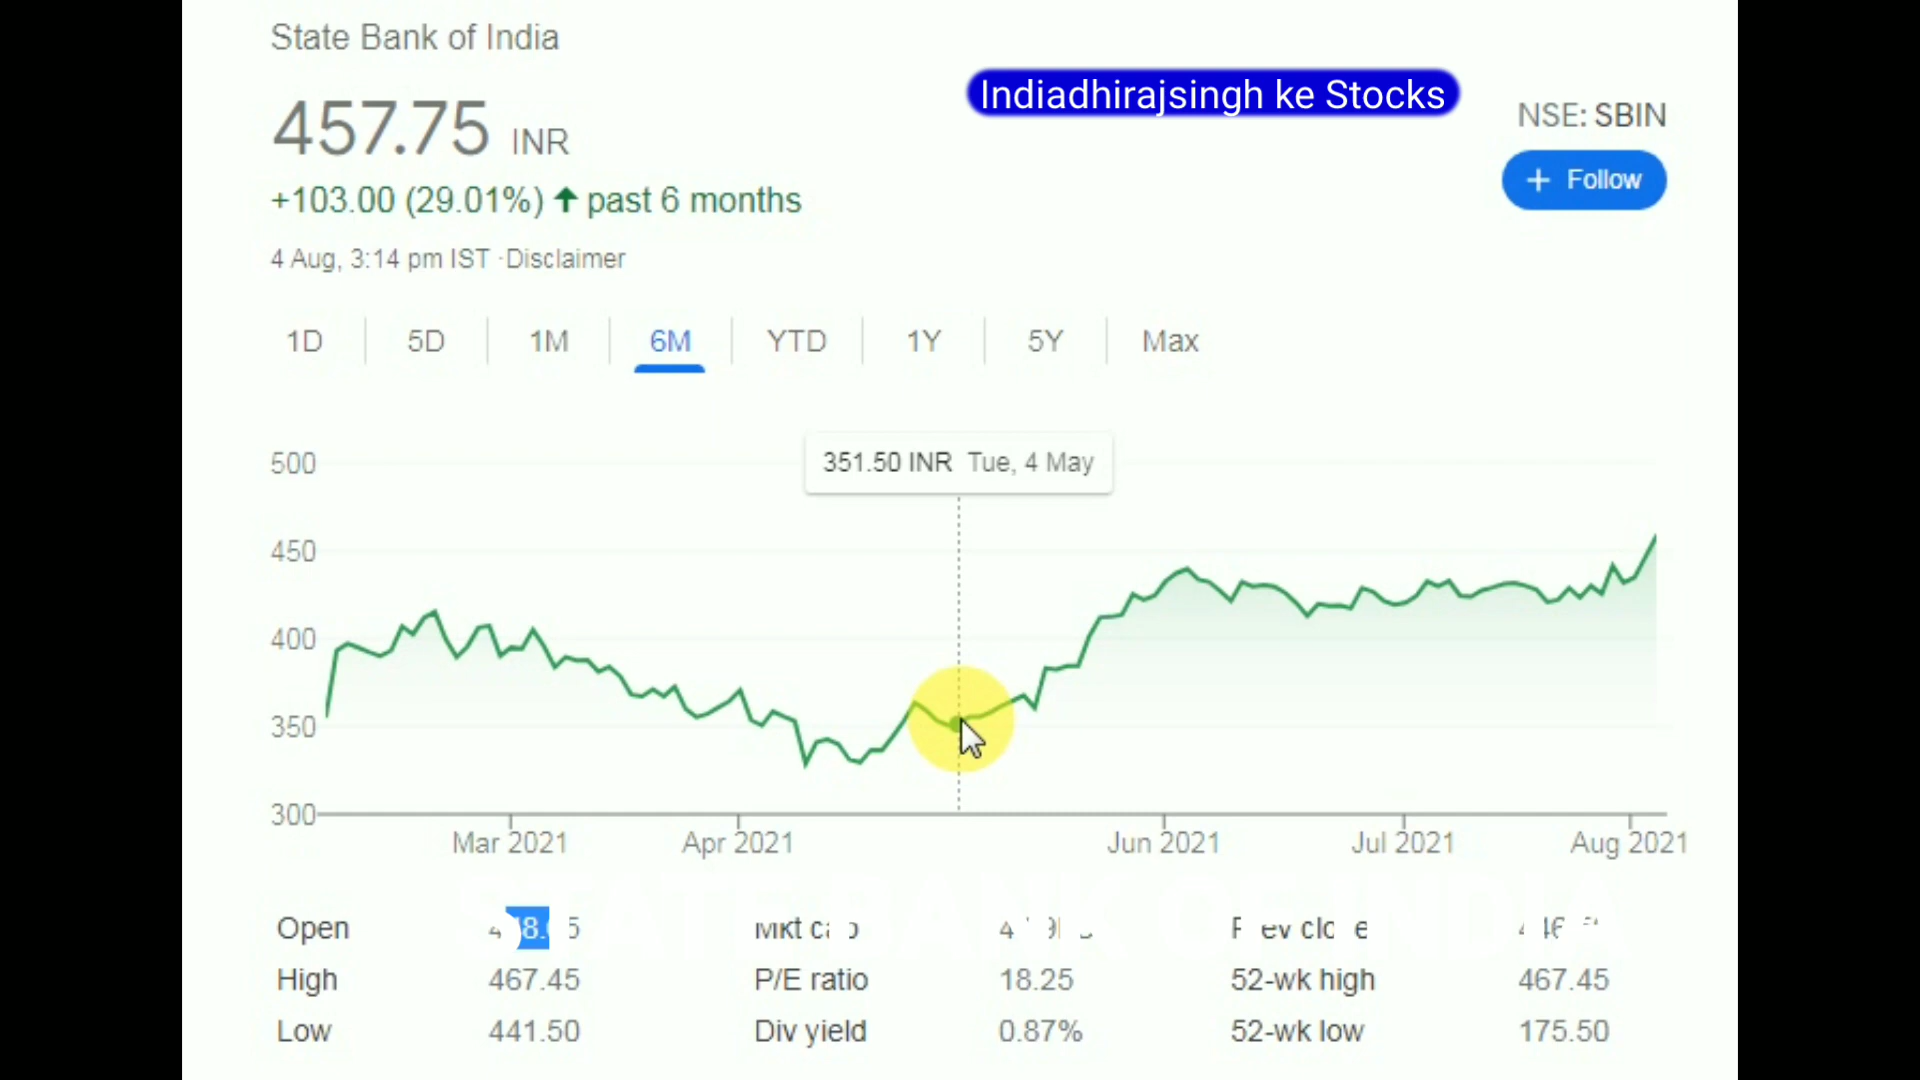 State Bank of India
Indiadhirajsingh ke Stocks
457.75 INR
NSE: SBIN
+ Follow
+103.00 (29.01%) ↑ past 6 months
4 Aug, 3:14 pm IST · Disclaimer
1D 5D 1M 6M YTD 1Y 5Y Max
351.50 INR Tue, 4 May
500
450
400
350
300
Mar 2021 Apr 2021 Jun 2021 Jul 2021 Aug 2021
Open
High 467.45 P/E ratio 18.25 52-wk high 467.45
Low 441.50 Div yield 0.87% 52-wk low 175.50